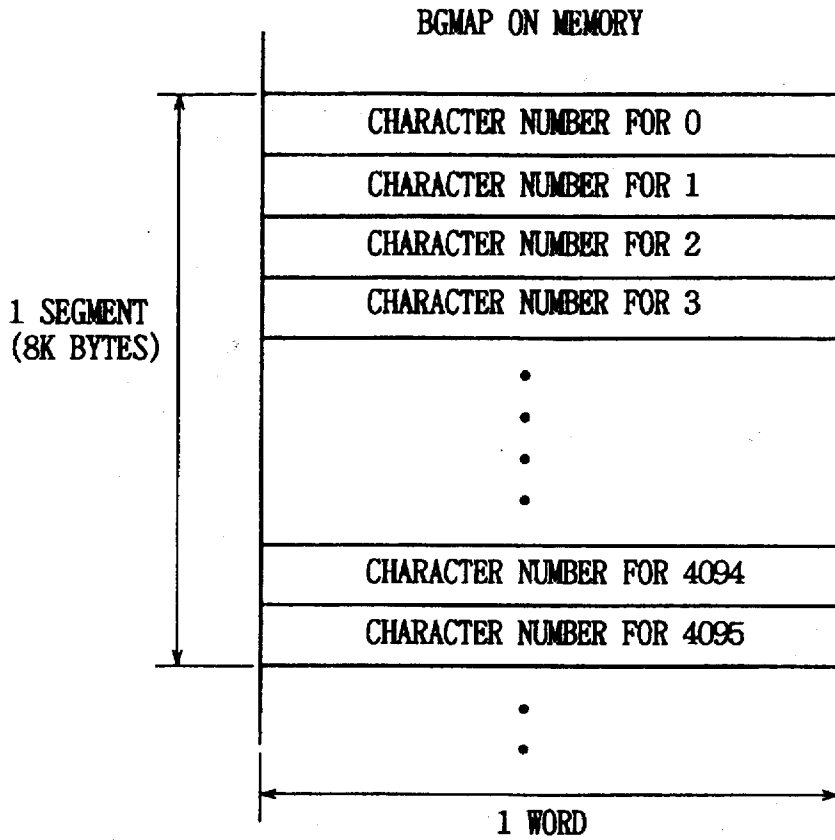 BGMAP ON MEMORY
CHARACTER NUMBER FOR 0
CHARACTER NUMBER FOR 1
CHARACTER NUMBER FOR 2
CHARACTER NUMBER FOR 3
1 SEGMENT
(8K BYTES)
CHARACTER NUMBER FOR 4094
CHARACTER NUMBER FOR 4095
1 WORD